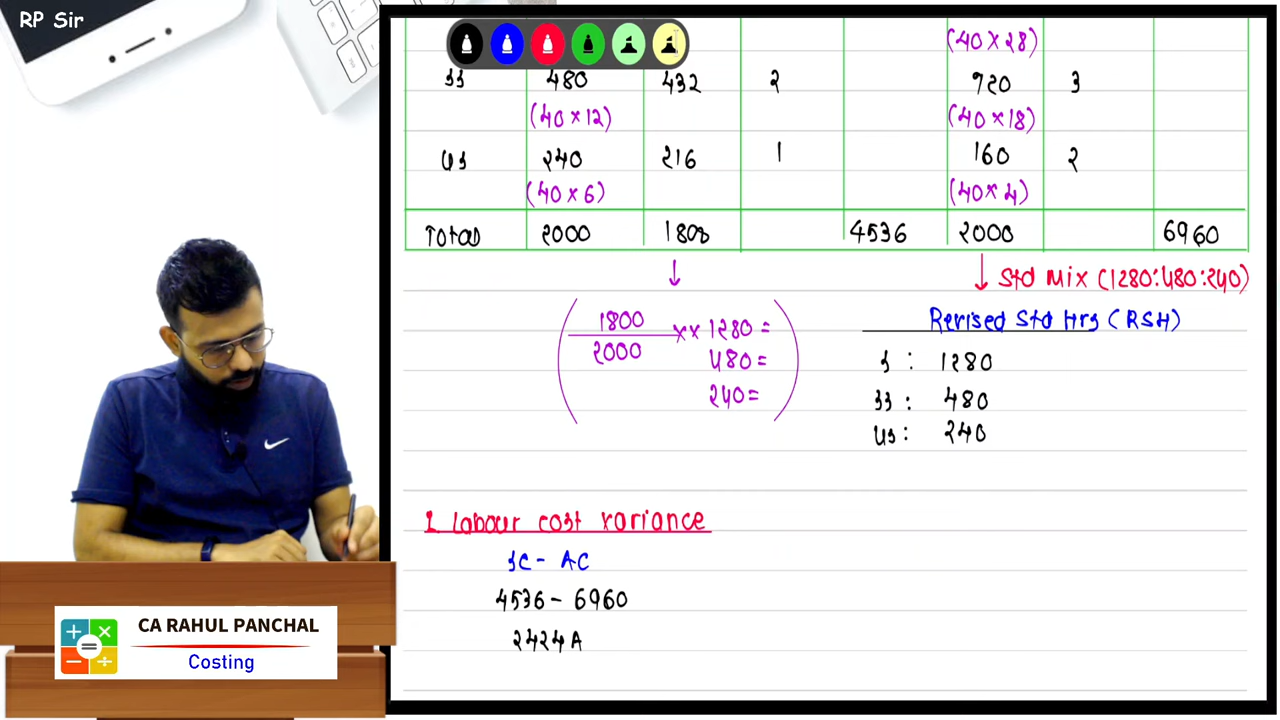 RP Sir
(40 × 28)
SS 480 432 2 920 3
(40 × 12) (40 × 18)
US 240 216 1 160 2
(40 × 6) (40 × 4)
Total 2000 1808 4536 2000 6960
Std Mix (1280:480:240)
1800 / 2000 ×× 1280 =
480 =
240 =
Revised Std Hrs (RSH)
S : 1280
SS : 480
US : 240
1 Labour cost variance
SC - AC
4536 - 6960
2424 A
CA RAHUL PANCHAL
Costing